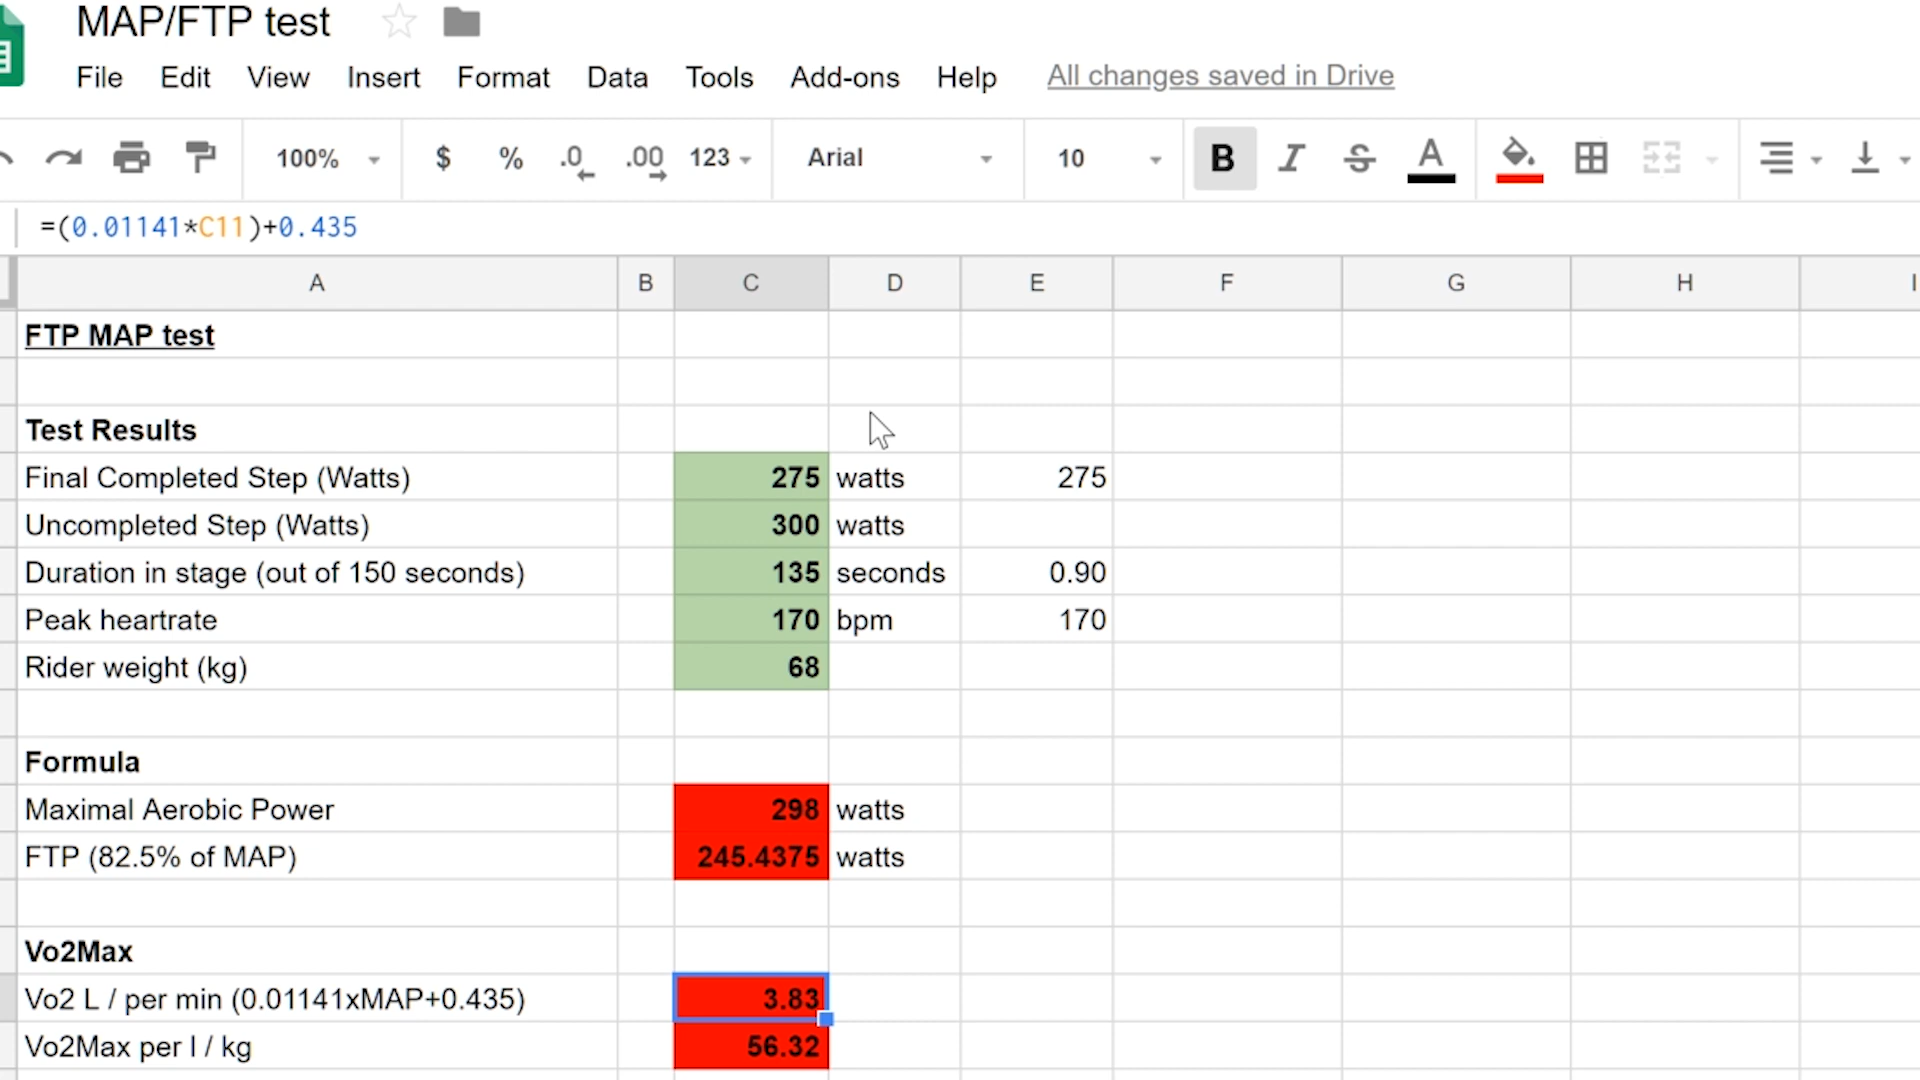 MAP/FTP test
File Edit View Insert Format Data Tools Add-ons Help All changes saved in Drive
100% $ % .0 .00 123 Arial 10 B I S A
=(0.01141*C11)+0.435
A B C D E F G H I
FTP MAP test
Test Results
Final Completed Step (Watts) 275 watts 275
Uncompleted Step (Watts) 300 watts
Duration in stage (out of 150 seconds) 135 seconds 0.90
Peak heartrate 170 bpm 170
Rider weight (kg) 68
Formula
Maximal Aerobic Power 298 watts
FTP (82.5% of MAP) 245.4375 watts
Vo2Max
Vo2 L / per min (0.01141xMAP+0.435) 3.83
Vo2Max per l / kg 56.32